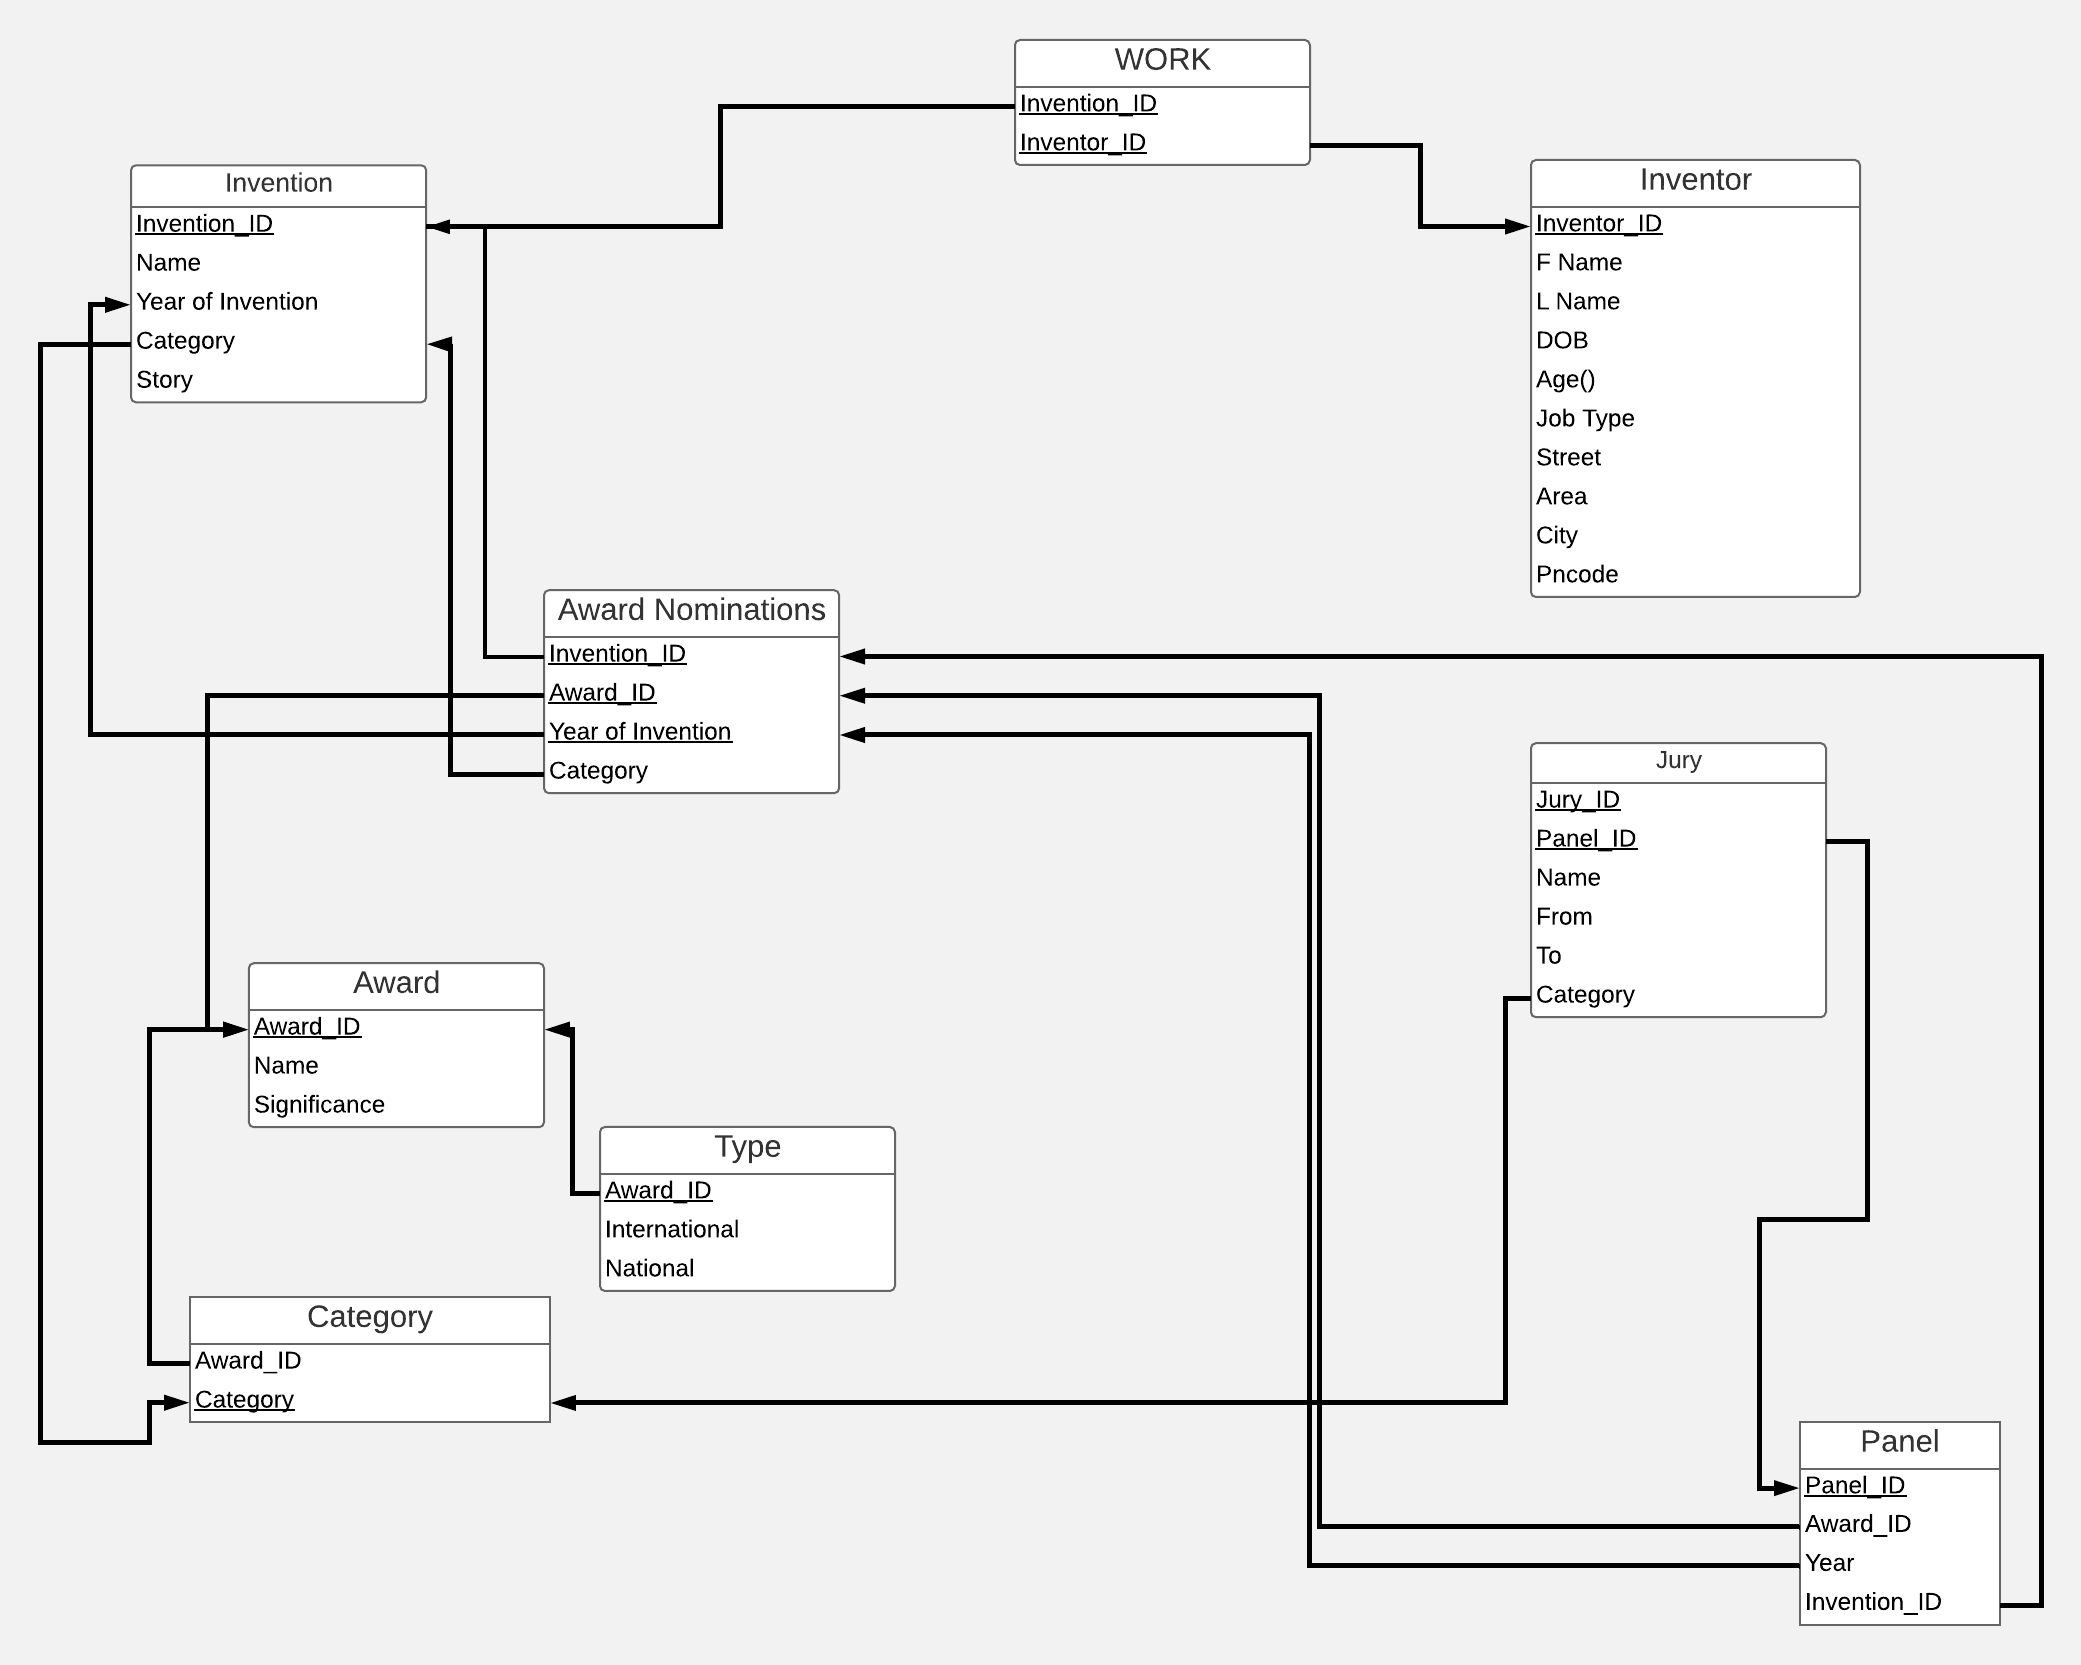 WORK
Invention_ID
Inventor_ID
Invention
Invention_ID
Name
Year of Invention
Category
Story
Inventor
Inventor_ID
F Name
L Name
DOB
Age()
Job Type
Street
Area
City
Pncode
Award Nominations
Invention_ID
Award_ID
Year of Invention
Category
Jury
Jury_ID
Panel_ID
Name
From
To
Category
Award
Award_ID
Name
Significance
Type
Award_ID
International
National
Category
Award_ID
Category
Panel
Panel_ID
Award_ID
Year
Invention_ID